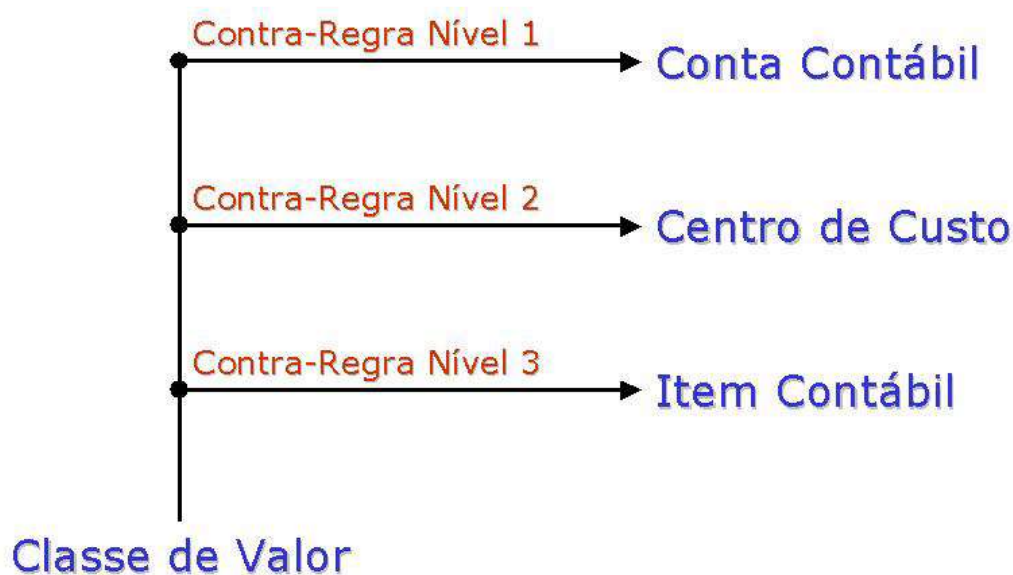 Contra-Regra Nível 1
Conta Contábil
Contra-Regra Nível 2
Centro de Custo
Contra-Regra Nível 3
Item Contábil
Classe de Valor